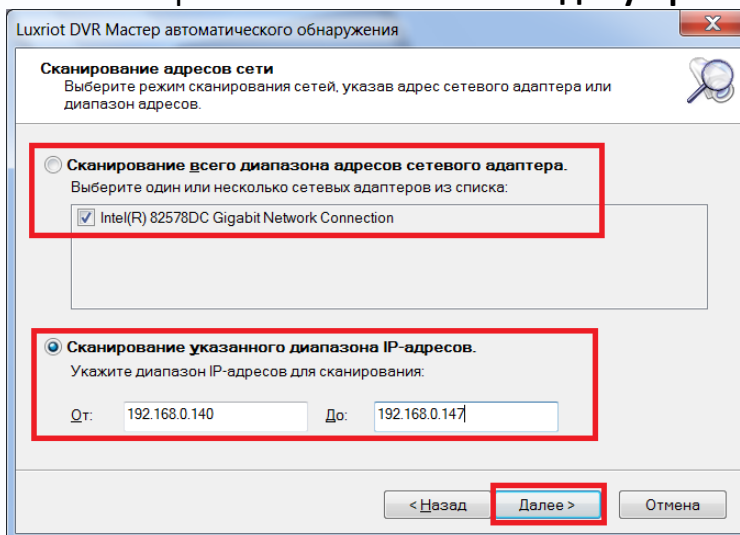 Luxriot DVR Мастер автоматического обнаружения
Сканирование адресов сети
Выберите режим сканирования сетей, указав адрес сетевого адаптера или
диапазон адресов.
Сканирование всего диапазона адресов сетевого адаптера.
Выберите один или несколько сетевых адаптеров из списка:
Intel(R) 82578DC Gigabit Network Connection
Сканирование указанного диапазона IP-адресов.
Укажите диапазон IP-адресов для сканирования:
От: 192.168.0.140 До: 192.168.0.147
< Назад Далее > Отмена